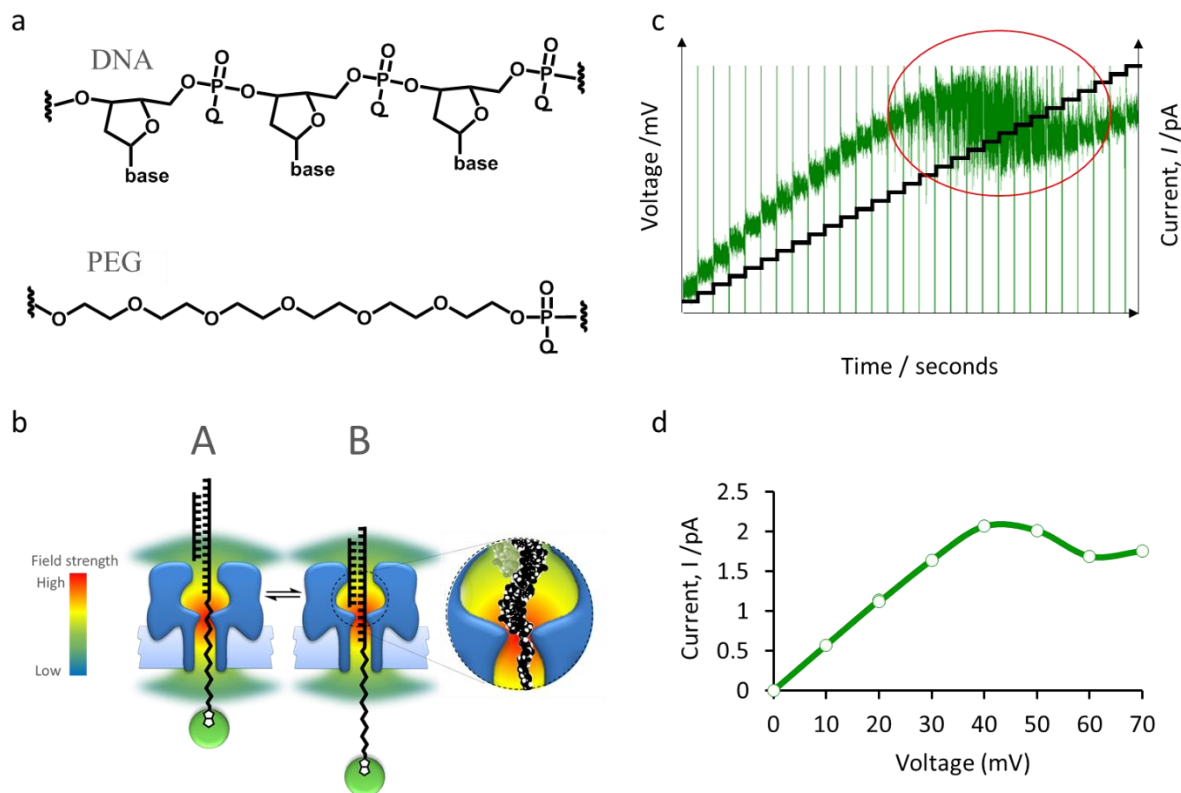 a
DNA
O
O
P
O
O-
O
base
O
O
P
O
O-
O
base
O
O
P
O-
O
base
PEG
O
O
O
O
O
O
O
O
P
O-
b
A
B
Field strength
High
Low
c
Voltage /mV
Current, I /pA
Time / seconds
d
Current, I /pA
2.5
2
1.5
1
0.5
0
0 10 20 30 40 50 60 70
Voltage (mV)